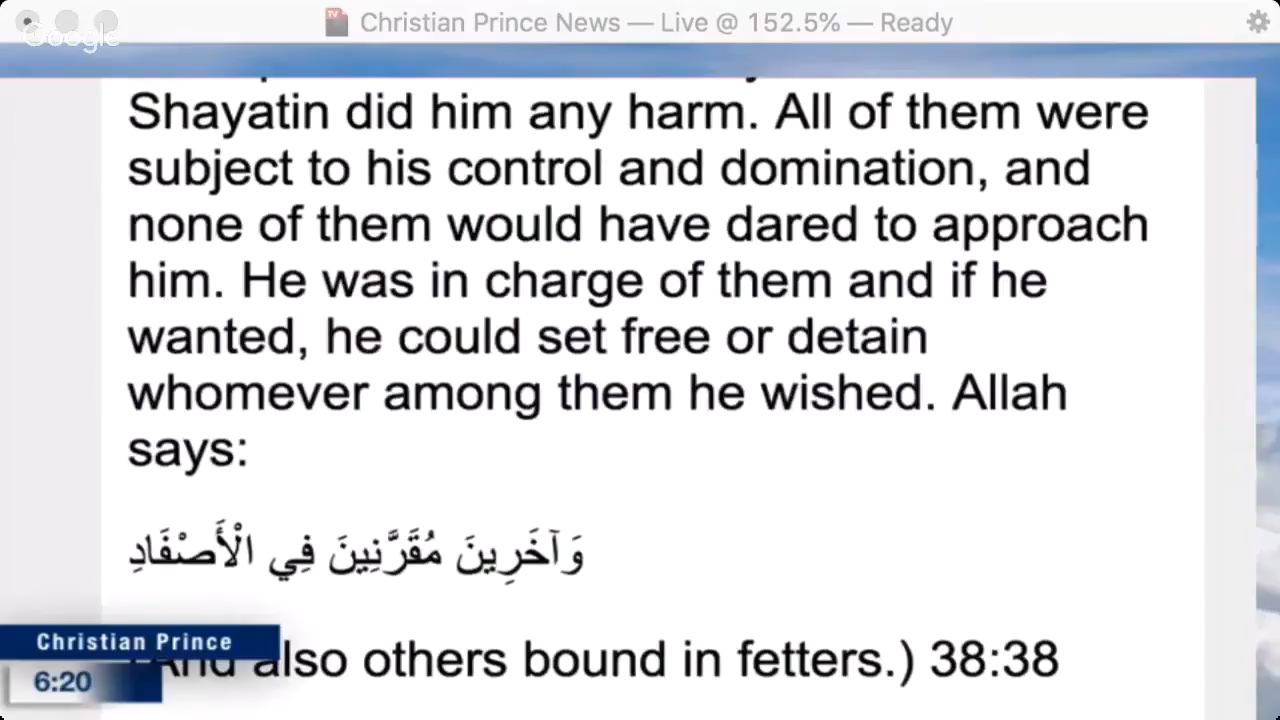 Christian Prince News — Live @ 152.5% — Ready
Google
Shayatin did him any harm. All of them were
subject to his control and domination, and
none of them would have dared to approach
him. He was in charge of them and if he
wanted, he could set free or detain
whomever among them he wished. Allah
says:
وَآخَرِينَ مُقَرَّنِينَ فِي الْأَصْفَادِ
(And also others bound in fetters.) 38:38
Christian Prince
6:20